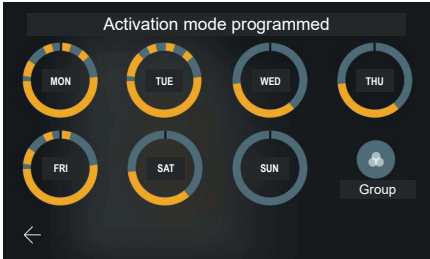 Activation mode programmed
MON
TUE
WED
THU
FRI
SAT
SUN
Group